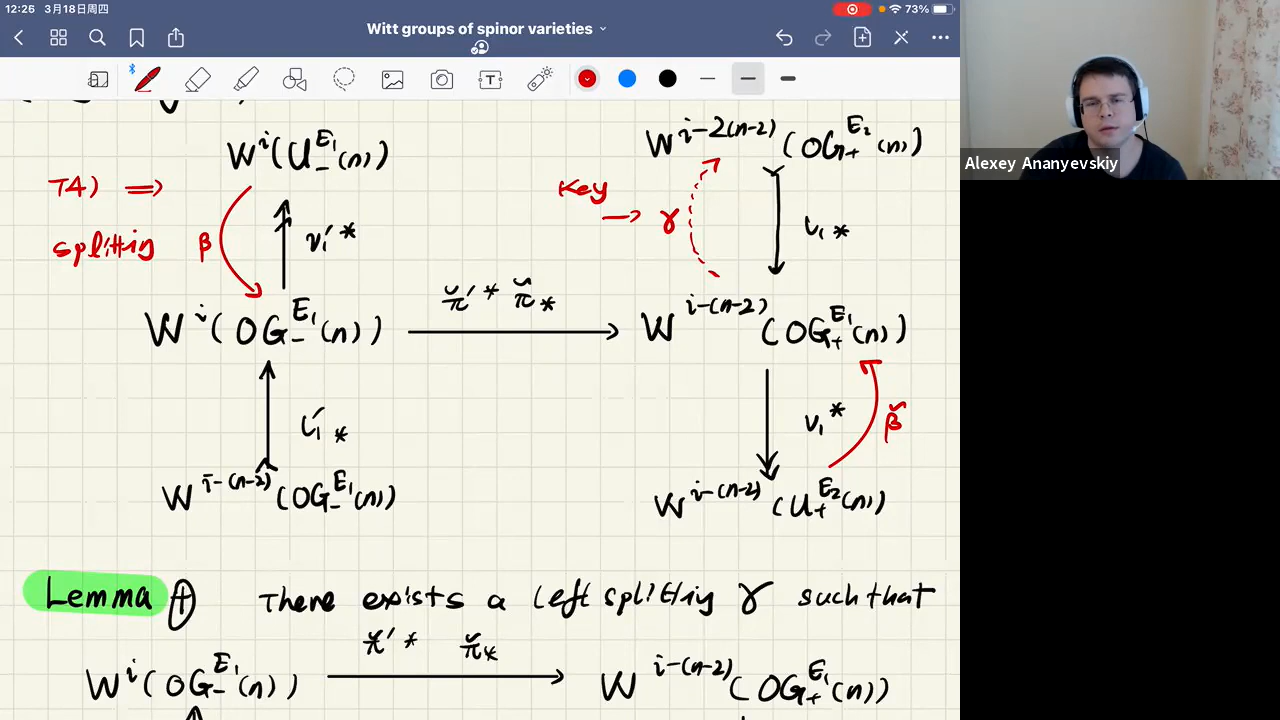 12:26 3月18日周四
73%
Witt groups of spinor varieties
Alexey Ananyevskiy
W^i(U_-^{E_1}(n))
W^{i-2(n-2)}(OG_+^{E_2}(n))
T4) ⇒
splitting
β
ν_1'^*
Key → γ
ι_{1*}
W^i(OG_-^{E_1}(n))
π̆'^* π̆_*
W^{i-(n-2)}(OG_+^{E_1}(n))
ι_1'_*
ν_1^*
β̆
W^{i-(n-2)}(OG_-^{E_1}(n))
W^{i-(n-2)}(U_+^{E_2}(n))
Lemma There exists a left splitting γ such that
π̆'^* π̆_*
W^i(OG_-^{E_1}(n))
W^{i-(n-2)}(OG_+^{E_1}(n))